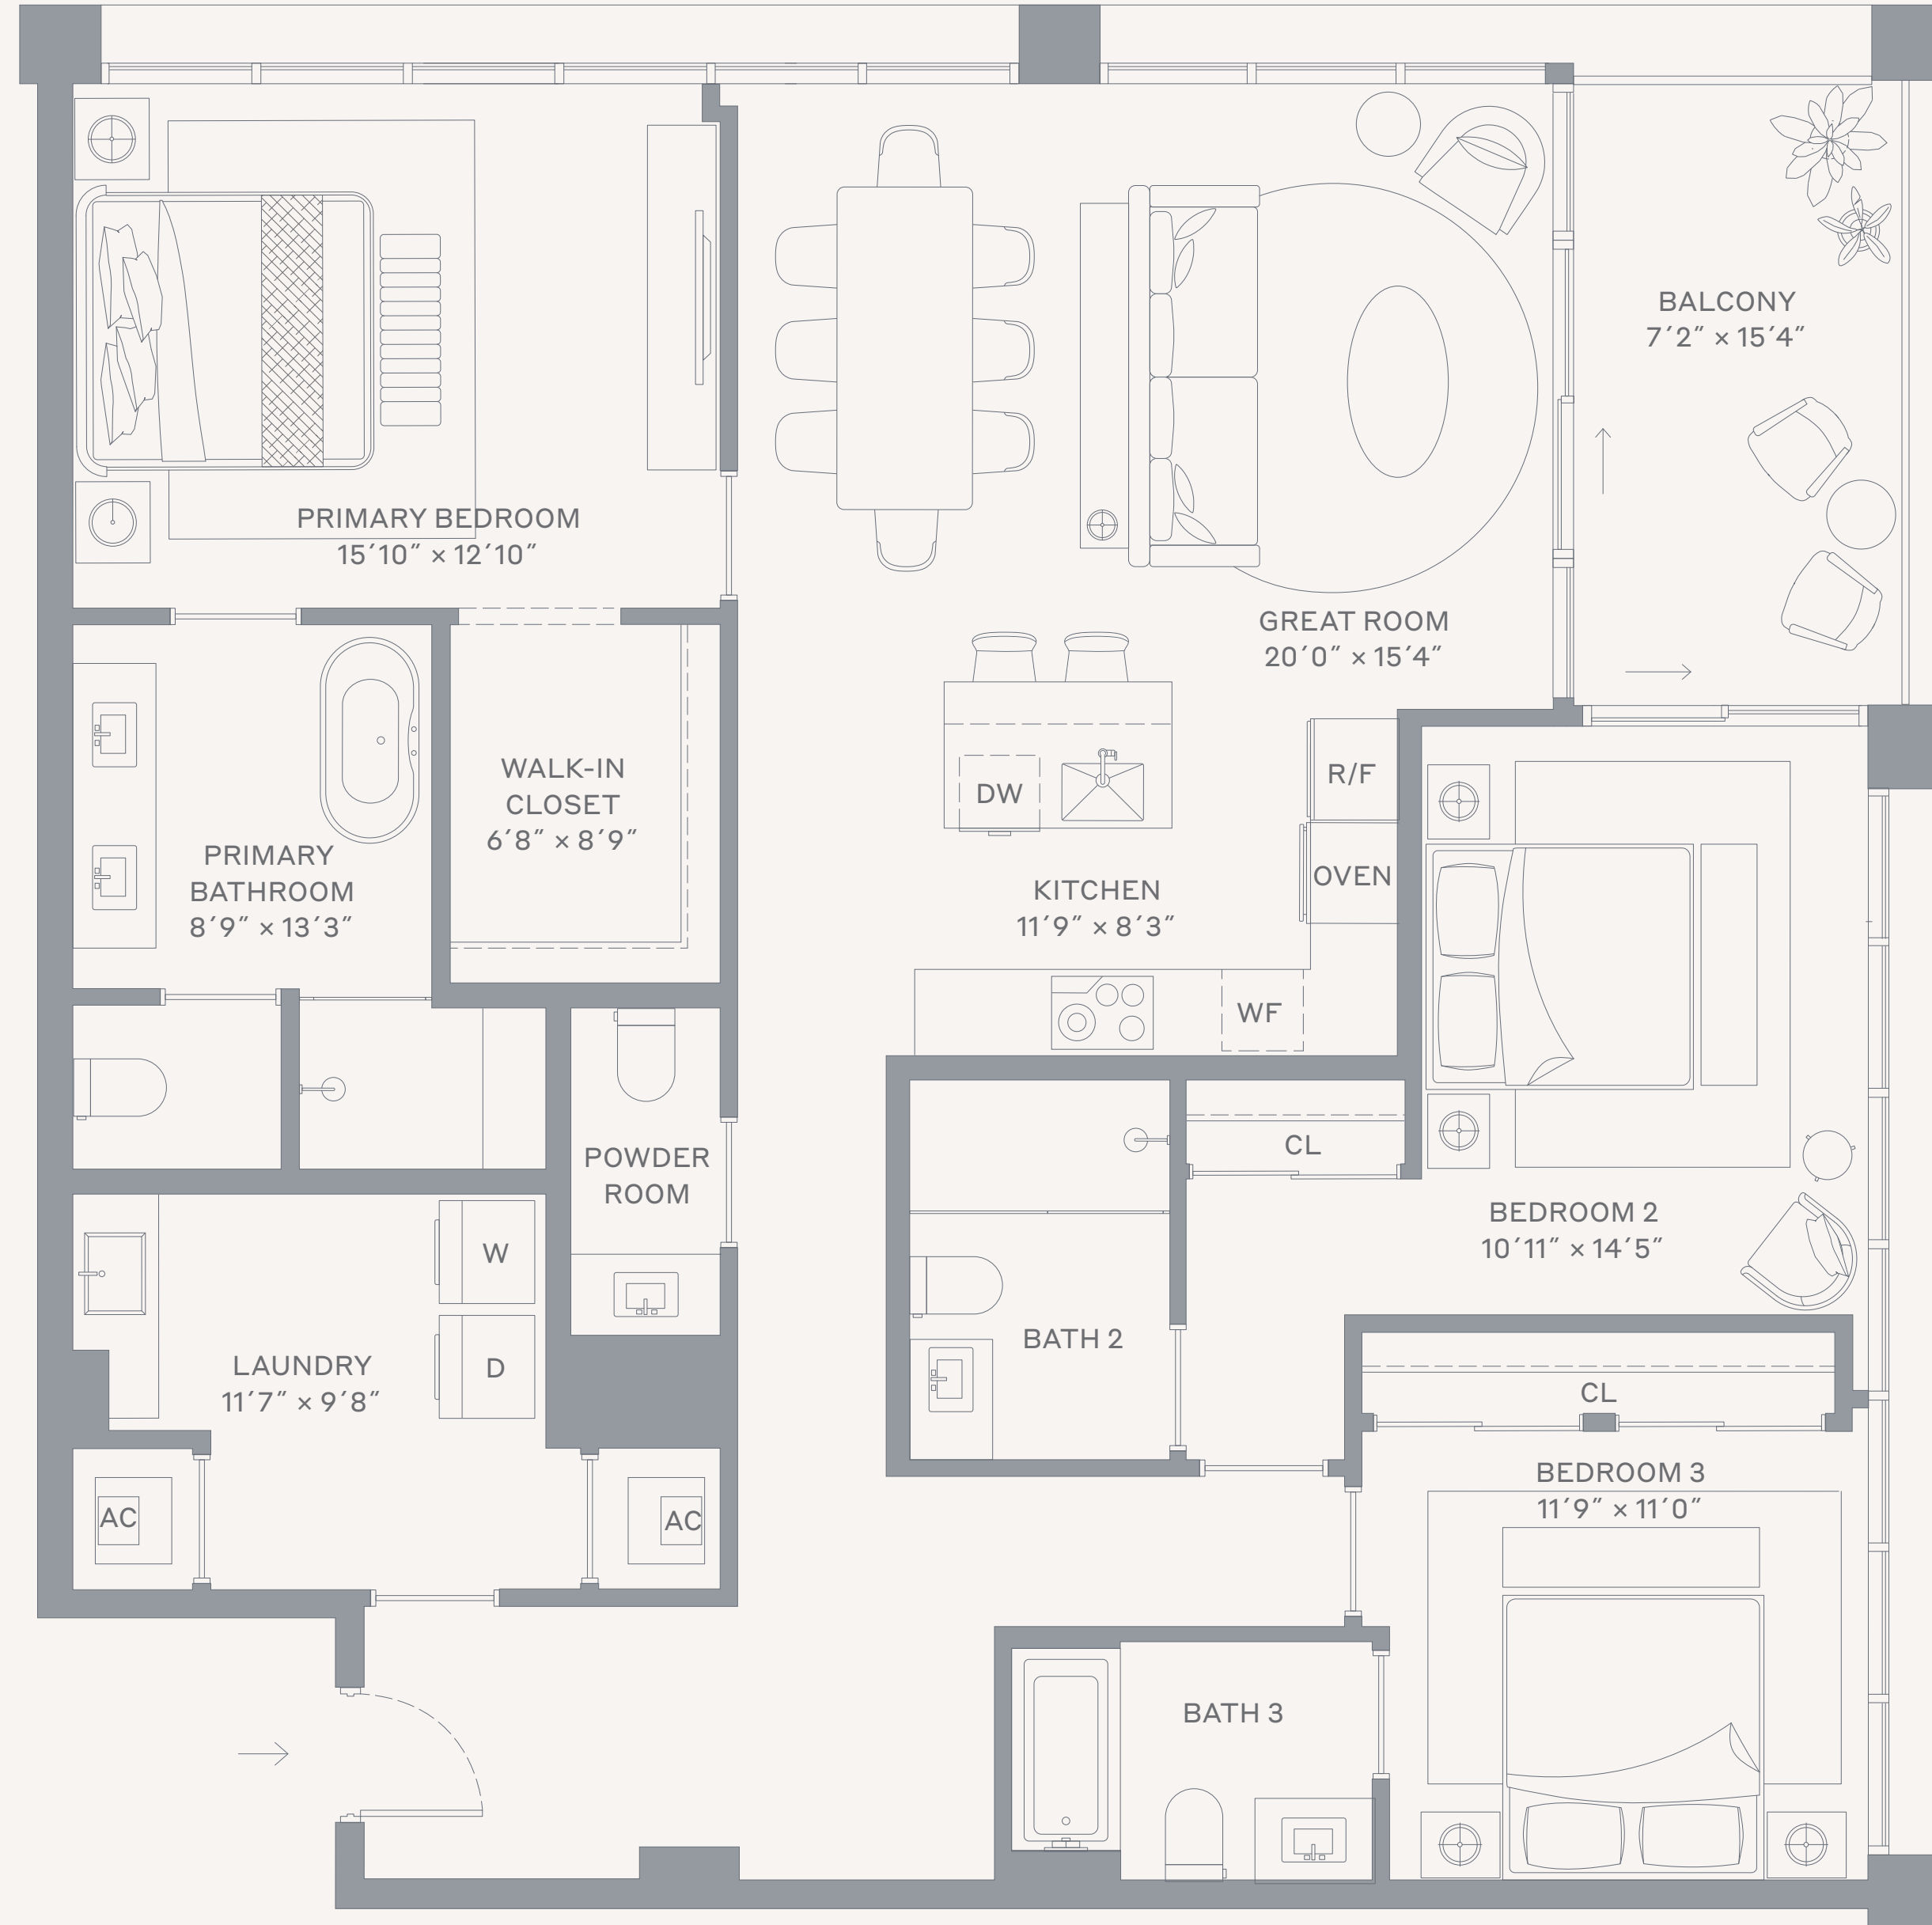 BALCONY
7´2˝ × 15´4˝
PRIMARY BEDROOM
15´10˝ × 12´10˝
GREAT ROOM
20´0˝ × 15´4˝
WALK-IN
CLOSET
6´8˝ × 8´9˝
DW
R/F
PRIMARY
BATHROOM
8´9˝ × 13´3˝
OVEN
KITCHEN
11´9˝ × 8´3˝
WF
POWDER
ROOM
CL
BEDROOM 2
10´11˝ × 14´5˝
W
BATH 2
LAUNDRY
11´7˝ × 9´8˝
D
CL
BEDROOM 3
11´9˝ × 11´0˝
AC
AC
BATH 3